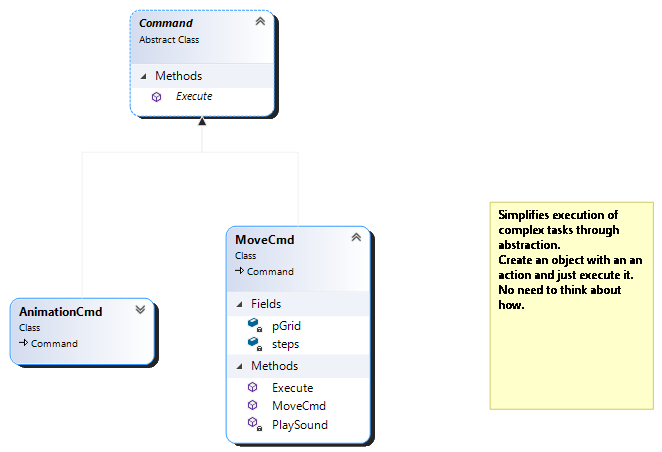 Command
Abstract Class
Methods
Execute
MoveCmd
Class
Command
Fields
pGrid
steps
Methods
Execute
MoveCmd
PlaySound
AnimationCmd
Class
Command
Simplifies execution of
complex tasks through
abstraction.
Create an object with an an
action and just execute it.
No need to think about
how.